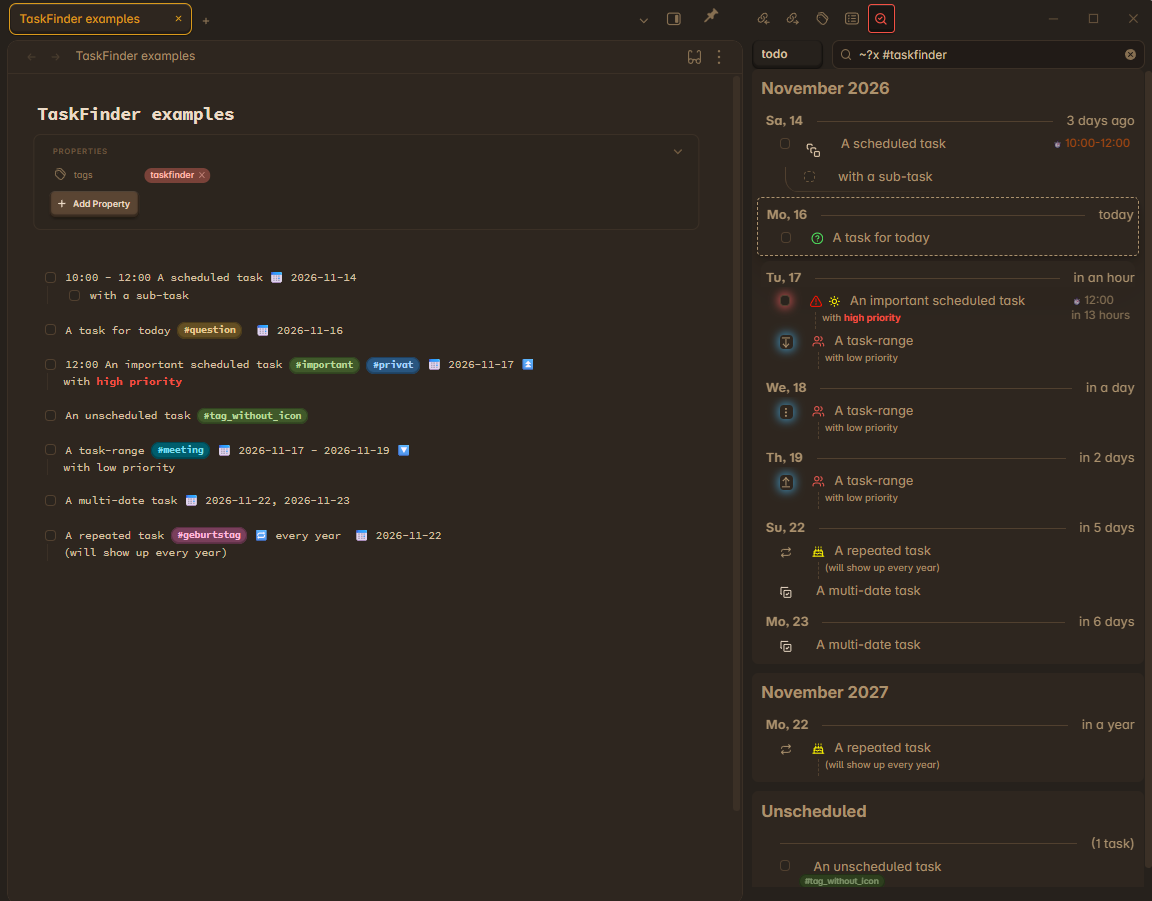 TaskFinder examples
TaskFinder examples
TaskFinder examples
PROPERTIES
tags
taskfinder
Add Property
10:00 - 12:00 A scheduled task 2026-11-14
with a sub-task
A task for today #question 2026-11-16
12:00 An important scheduled task #important #privat 2026-11-17
with high priority
An unscheduled task #tag_without_icon
A task-range #meeting 2026-11-17 - 2026-11-19
with low priority
A multi-date task 2026-11-22, 2026-11-23
A repeated task #geburtstag every year 2026-11-22
(will show up every year)
todo
~?x #taskfinder
November 2026
Sa, 14 3 days ago
A scheduled task 10:00-12:00
with a sub-task
Mo, 16 today
A task for today
Tu, 17 in an hour
An important scheduled task 12:00
with high priority in 13 hours
A task-range
with low priority
We, 18 in a day
A task-range
with low priority
Th, 19 in 2 days
A task-range
with low priority
Su, 22 in 5 days
A repeated task
(will show up every year)
A multi-date task
Mo, 23 in 6 days
A multi-date task
November 2027
Mo, 22 in a year
A repeated task
(will show up every year)
Unscheduled
(1 task)
An unscheduled task
#tag_without_icon